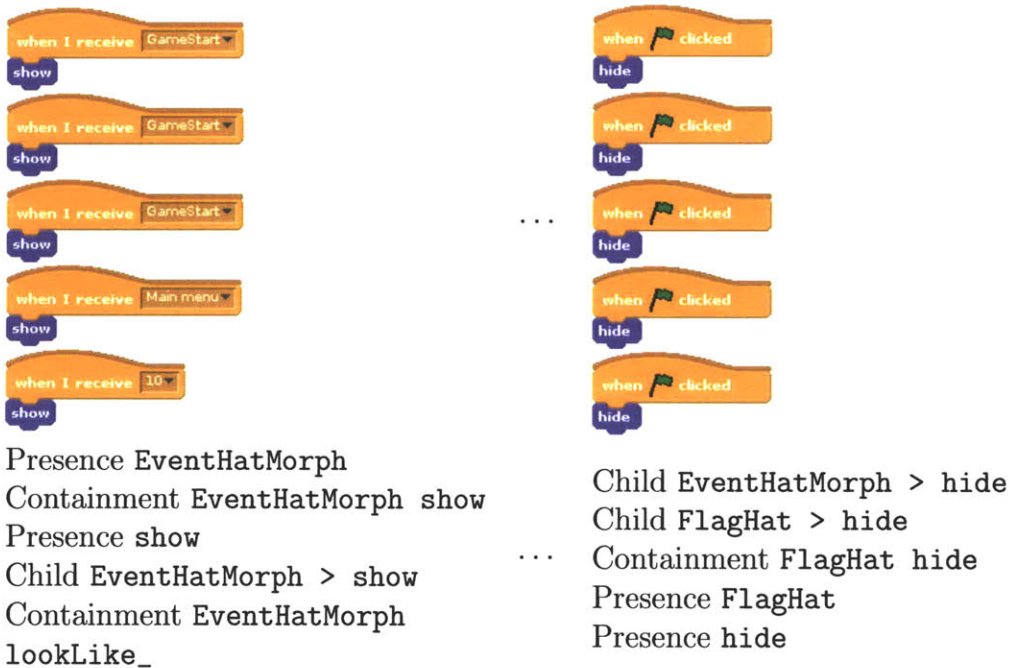 when I receive GameStart
show
when I receive GameStart
show
when I receive GameStart
show
when I receive Main menu
show
when I receive 10
show
Presence EventHatMorph
Containment EventHatMorph show
Presence show
Child EventHatMorph > show
Containment EventHatMorph
lookLike_
...
...
when clicked
hide
when clicked
hide
when clicked
hide
when clicked
hide
when clicked
hide
Child EventHatMorph > hide
Child FlagHat > hide
Containment FlagHat hide
Presence FlagHat
Presence hide